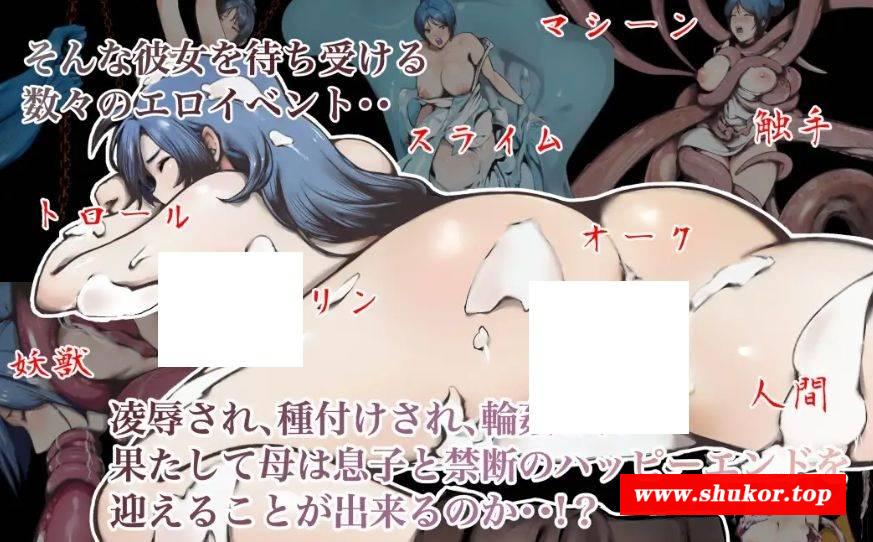 そんな彼女を待ち受ける
数々のエロイベント‥
マシーン
スライム
触手
トロール
オーク
リン
妖獣
人間
凌辱され､種付けされ､輪姦
果たして母は息子と禁断のハッピーエンドを
迎えることが出来るのか‥!?
www.shukor.top